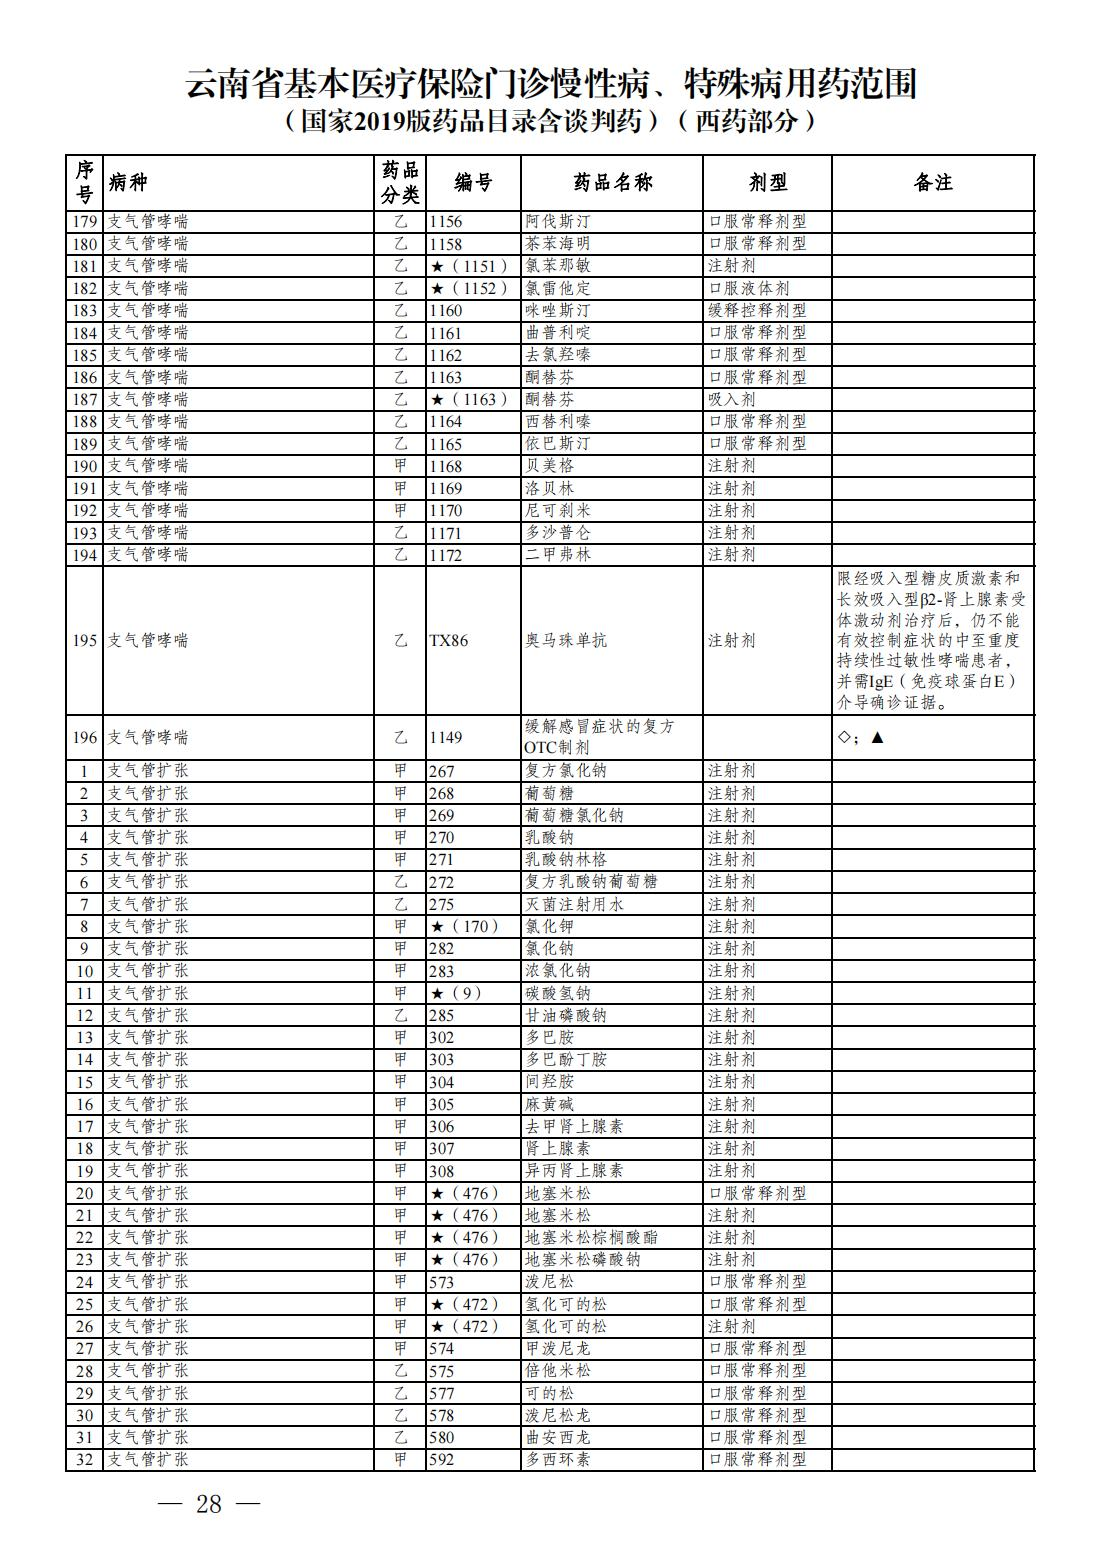 云南省基本医疗保险门诊慢性病、特殊病用药范围
（国家2019版药品目录含谈判药）（西药部分）
序号 病种 药品分类 编号 药品名称 剂型 备注
179 支气管哮喘 乙 1156 阿伐斯汀 口服常释剂型
180 支气管哮喘 乙 1158 茶苯海明 口服常释剂型
181 支气管哮喘 乙 ★（1151） 氯苯那敏 注射剂
182 支气管哮喘 乙 ★（1152） 氯雷他定 口服液体剂
183 支气管哮喘 乙 1160 咪唑斯汀 缓释控释剂型
184 支气管哮喘 乙 1161 曲普利啶 口服常释剂型
185 支气管哮喘 乙 1162 去氯羟嗪 口服常释剂型
186 支气管哮喘 乙 1163 酮替芬 口服常释剂型
187 支气管哮喘 乙 ★（1163） 酮替芬 吸入剂
188 支气管哮喘 乙 1164 西替利嗪 口服常释剂型
189 支气管哮喘 乙 1165 依巴斯汀 口服常释剂型
190 支气管哮喘 甲 1168 贝美格 注射剂
191 支气管哮喘 甲 1169 洛贝林 注射剂
192 支气管哮喘 甲 1170 尼可刹米 注射剂
193 支气管哮喘 乙 1171 多沙普仑 注射剂
194 支气管哮喘 乙 1172 二甲弗林 注射剂
195 支气管哮喘 乙 TX86 奥马珠单抗 注射剂 限经吸入型糖皮质激素和
长效吸入型β2-肾上腺素受
体激动剂治疗后，仍不能
有效控制症状的中至重度
持续性过敏性哮喘患者，
并需IgE（免疫球蛋白E）
介导确诊证据。
196 支气管哮喘 乙 1149 缓解感冒症状的复方
OTC制剂 ◇；▲
1 支气管扩张 甲 267 复方氯化钠 注射剂
2 支气管扩张 甲 268 葡萄糖 注射剂
3 支气管扩张 甲 269 葡萄糖氯化钠 注射剂
4 支气管扩张 甲 270 乳酸钠 注射剂
5 支气管扩张 甲 271 乳酸钠林格 注射剂
6 支气管扩张 乙 272 复方乳酸钠葡萄糖 注射剂
7 支气管扩张 乙 275 灭菌注射用水 注射剂
8 支气管扩张 甲 ★（170） 氯化钾 注射剂
9 支气管扩张 甲 282 氯化钠 注射剂
10 支气管扩张 甲 283 浓氯化钠 注射剂
11 支气管扩张 甲 ★（9） 碳酸氢钠 注射剂
12 支气管扩张 乙 285 甘油磷酸钠 注射剂
13 支气管扩张 甲 302 多巴胺 注射剂
14 支气管扩张 甲 303 多巴酚丁胺 注射剂
15 支气管扩张 甲 304 间羟胺 注射剂
16 支气管扩张 甲 305 麻黄碱 注射剂
17 支气管扩张 甲 306 去甲肾上腺素 注射剂
18 支气管扩张 甲 307 肾上腺素 注射剂
19 支气管扩张 甲 308 异丙肾上腺素 注射剂
20 支气管扩张 甲 ★（476） 地塞米松 口服常释剂型
21 支气管扩张 甲 ★（476） 地塞米松 注射剂
22 支气管扩张 甲 ★（476） 地塞米松棕榈酸酯 注射剂
23 支气管扩张 甲 ★（476） 地塞米松磷酸钠 注射剂
24 支气管扩张 甲 573 泼尼松 口服常释剂型
25 支气管扩张 甲 ★（472） 氢化可的松 口服常释剂型
26 支气管扩张 甲 ★（472） 氢化可的松 注射剂
27 支气管扩张 甲 574 甲泼尼龙 口服常释剂型
28 支气管扩张 乙 575 倍他米松 口服常释剂型
29 支气管扩张 乙 577 可的松 口服常释剂型
30 支气管扩张 乙 578 泼尼松龙 口服常释剂型
31 支气管扩张 乙 580 曲安西龙 口服常释剂型
32 支气管扩张 甲 592 多西环素 口服常释剂型
— 28 —